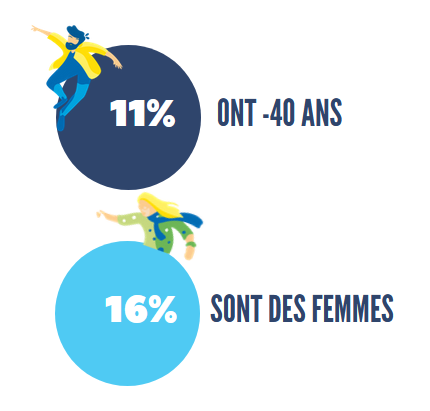 11% ONT -40 ANS
16% SONT DES FEMMES